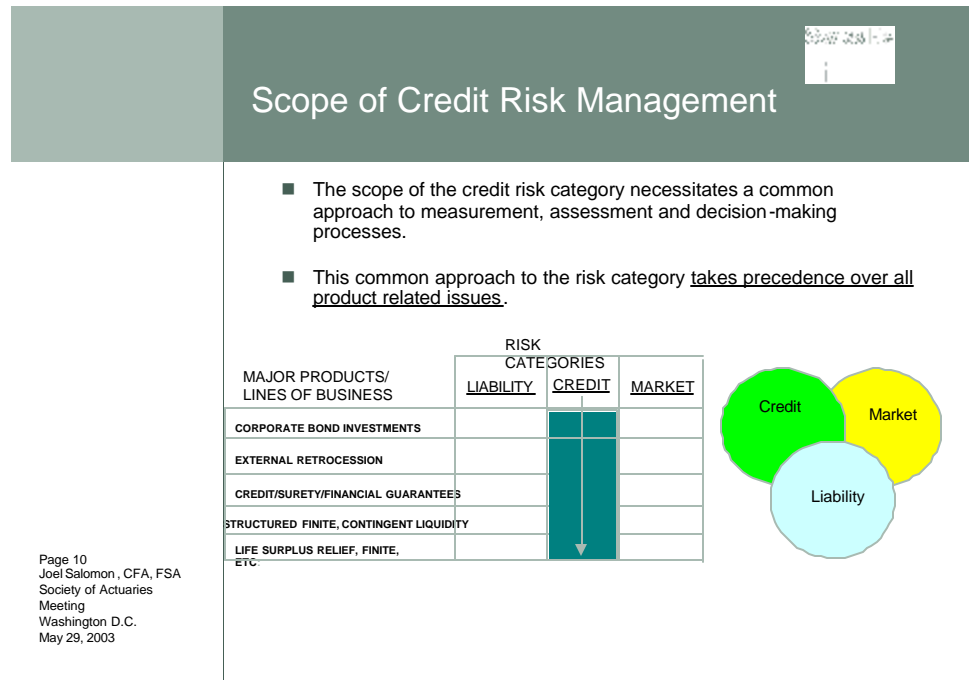 Scope of Credit Risk Management
■ The scope of the credit risk category necessitates a common
approach to measurement, assessment and decision-making
processes.
■ This common approach to the risk category takes precedence over all
product related issues.
RISK
CATEGORIES
MAJOR PRODUCTS/
LINES OF BUSINESS
LIABILITY CREDIT MARKET
CORPORATE BOND INVESTMENTS
EXTERNAL RETROCESSION
CREDIT/SURETY/FINANCIAL GUARANTEES
STRUCTURED FINITE, CONTINGENT LIQUIDITY
LIFE SURPLUS RELIEF, FINITE,
ETC.
Credit
Market
Liability
Page 10
Joel Salomon, CFA, FSA
Society of Actuaries
Meeting
Washington D.C.
May 29, 2003